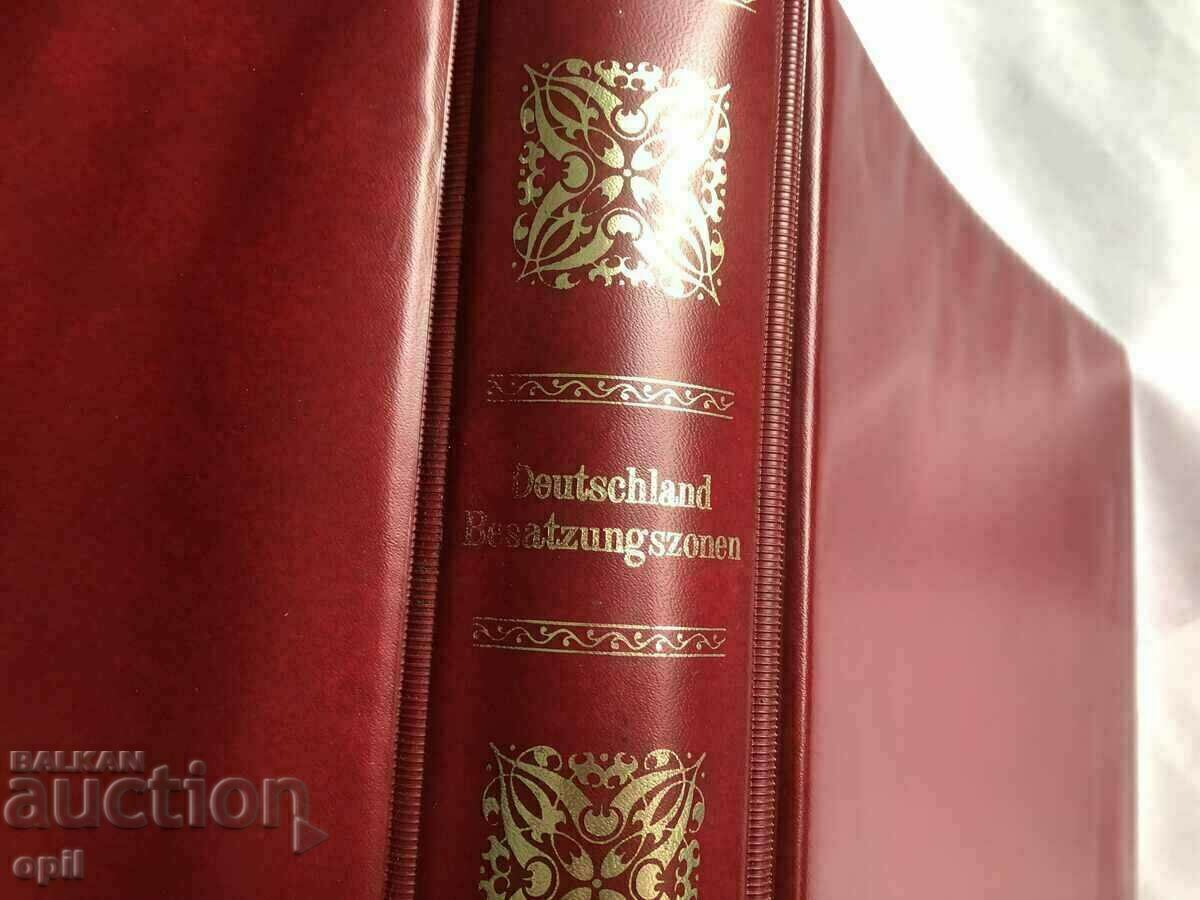 Deutschland
Besatzungszonen
BALKAN
auction
opil